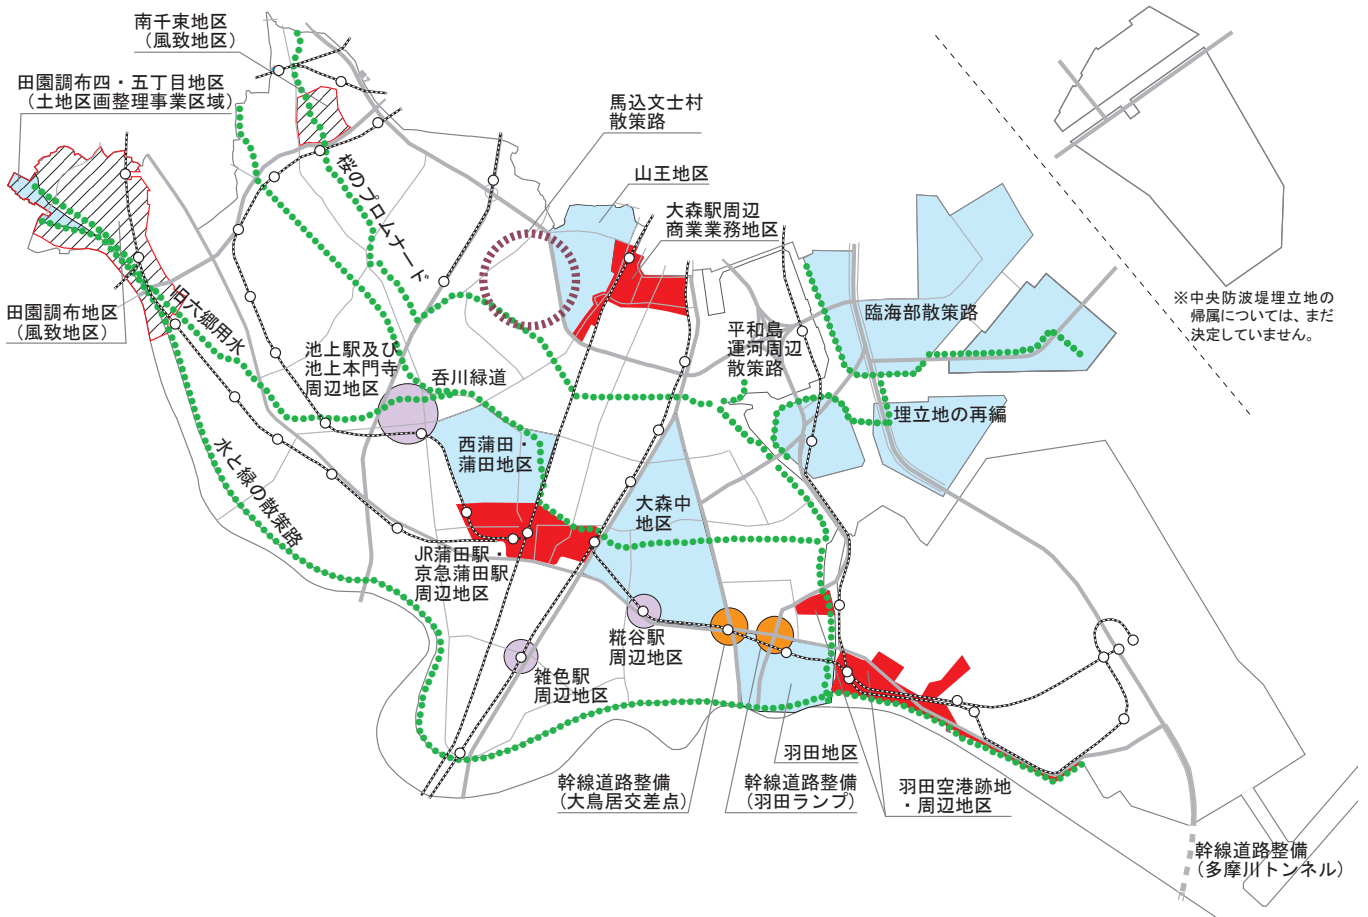 南千束地区
（風致地区）
田園調布四・五丁目地区
（土地区画整理事業区域）
馬込文士村
散策路
山王地区
大森駅周辺
商業業務地区
桜のプロムナード
田園調布地区
（風致地区）
旧六郷用水
池上駅及び
池上本門寺
周辺地区
呑川緑道
平和島
運河周辺
散策路
臨海部散策路
※中央防波堤埋立地の
帰属については、まだ
決定していません。
埋立地の再編
西蒲田・
蒲田地区
水と緑の散策路
大森中
地区
JR蒲田駅・
京急蒲田駅
周辺地区
糀谷駅
周辺地区
雑色駅
周辺地区
羽田地区
幹線道路整備
（大鳥居交差点）
幹線道路整備
（羽田ランプ）
羽田空港跡地
・周辺地区
幹線道路整備
（多摩川トンネル）